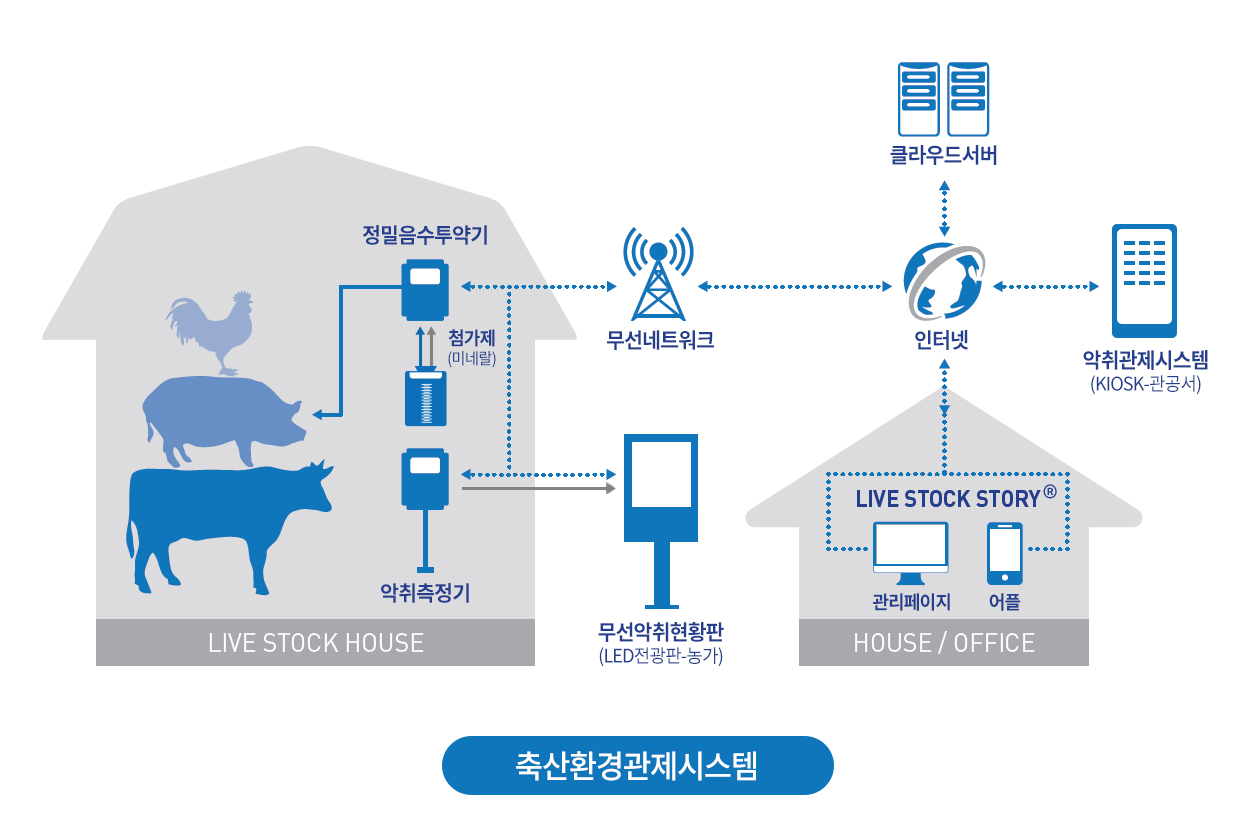 클라우드서버
정밀음수투약기
첨가제
(미네랄)
무선네트워크
인터넷
악취관제시스템
(KIOSK-관공서)
LIVE STOCK STORY®
악취측정기
관리페이지
어플
LIVE STOCK HOUSE
무선악취현황판
(LED전광판-농가)
HOUSE / OFFICE
축산환경관제시스템